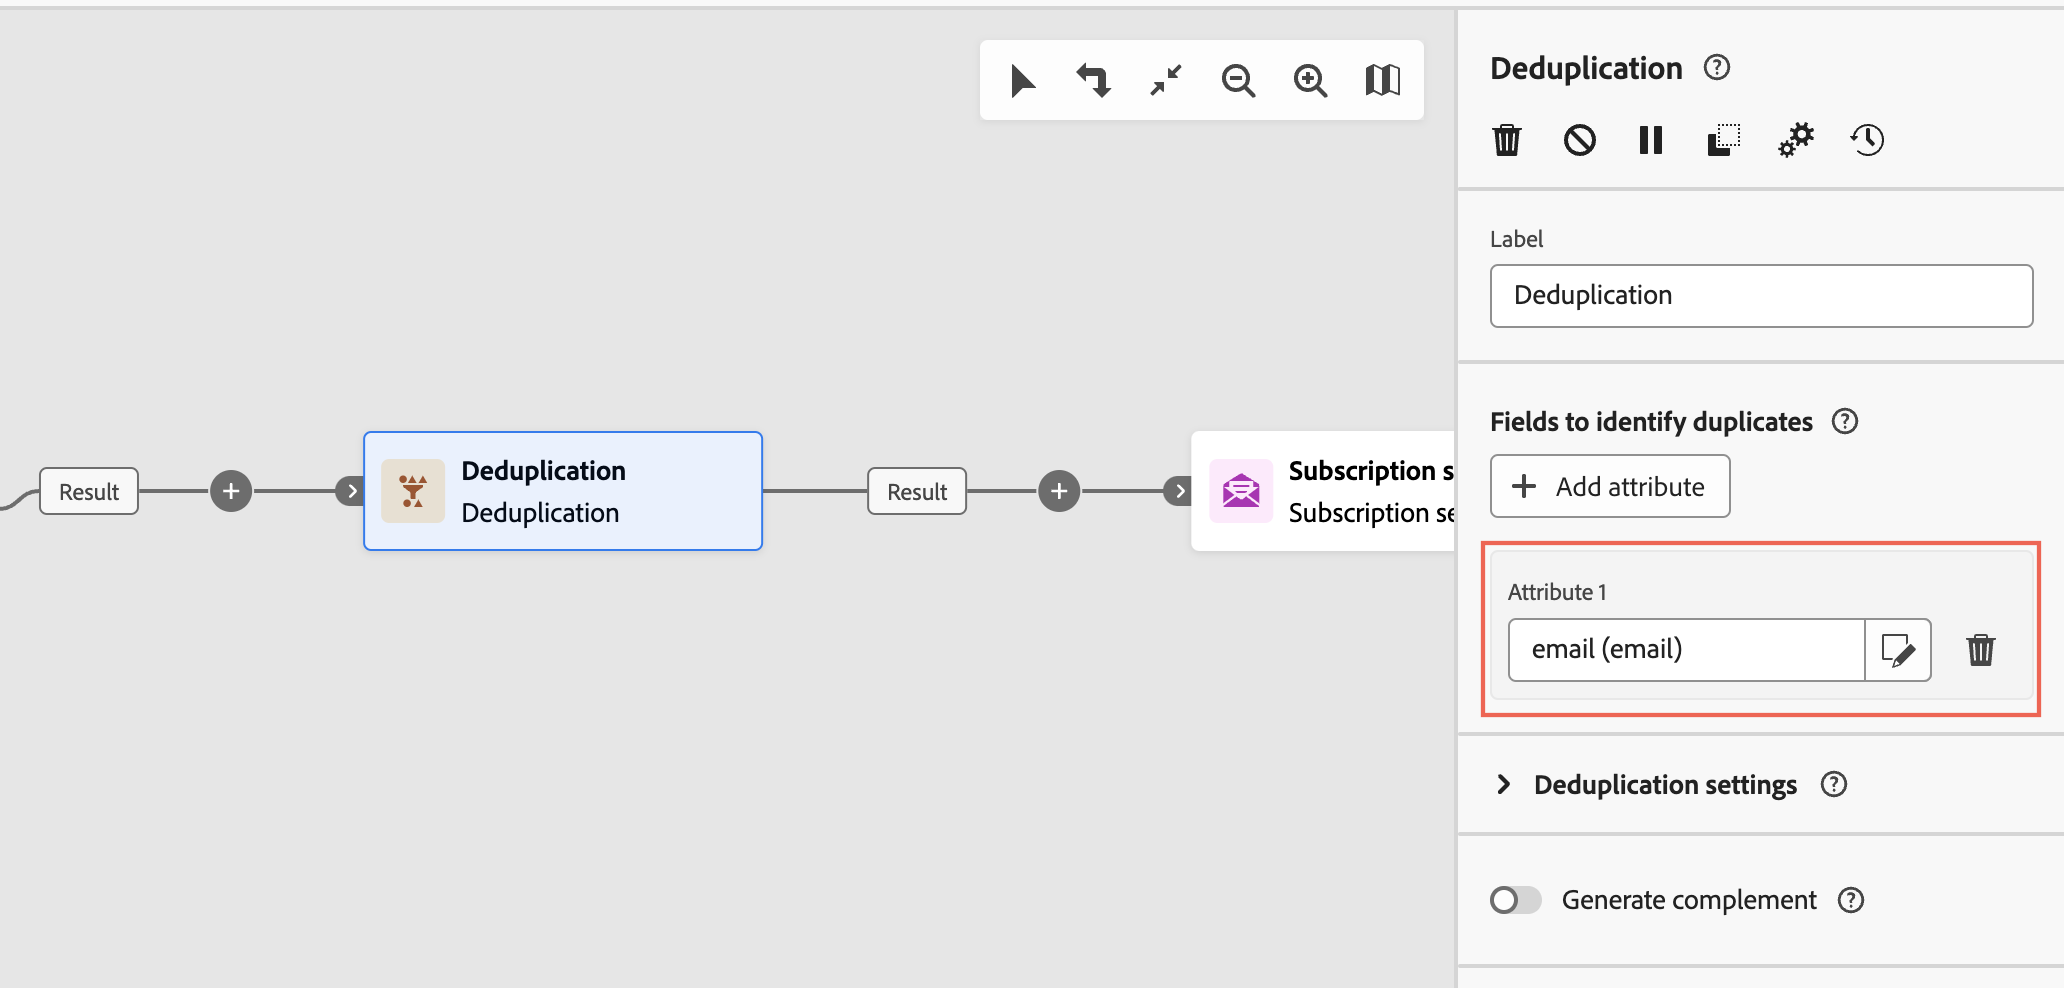 Result
Deduplication
Deduplication
Result
Subscription s
Subscription se
Deduplication
Label
Deduplication
Fields to identify duplicates
Add attribute
Attribute 1
email (email)
Deduplication settings
Generate complement